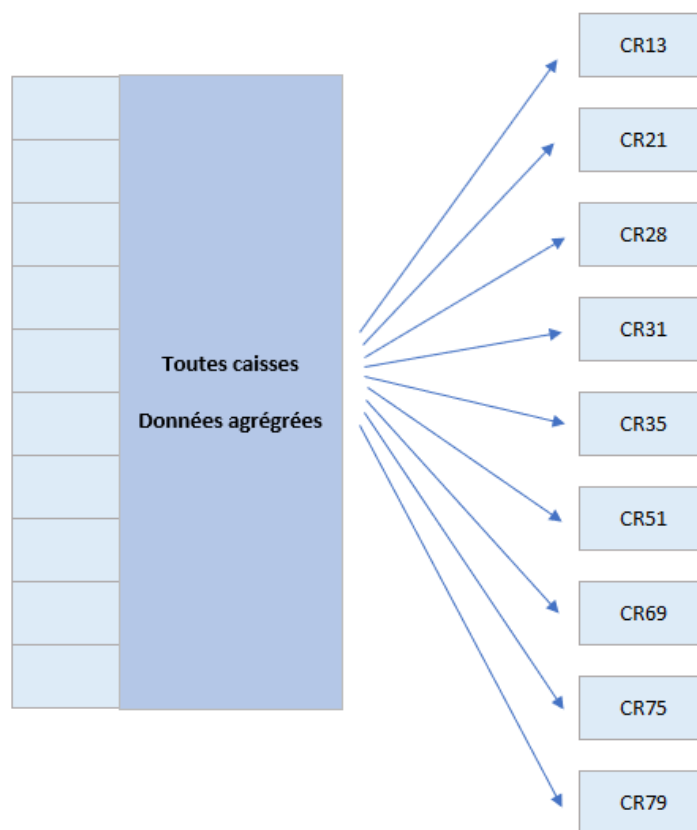 CR13
CR21
CR28
CR31
Toutes caisses
Données agrégrées
CR35
CR51
CR69
CR75
CR79